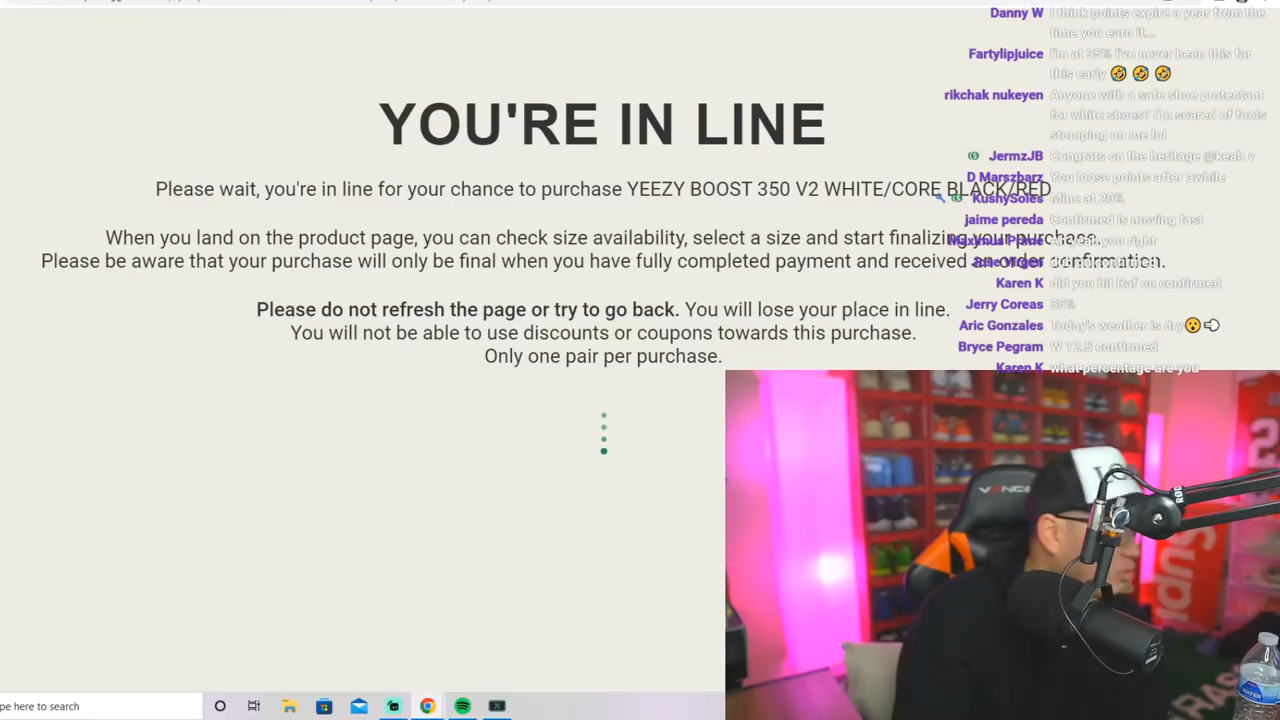 YOU'RE IN LINE
Please wait, you're in line for your chance to purchase YEEZY BOOST 350 V2 WHITE/CORE BLACK/RED
When you land on the product page, you can check size availability, select a size and start finalizing your purchase.
Please be aware that your purchase will only be final when you have fully completed payment and received an order confirmation.
Please do not refresh the page or try to go back. You will lose your place in line.
You will not be able to use discounts or coupons towards this purchase.
Only one pair per purchase.
Danny W I think points expire a year from the
time you earn it...
Fartylipjuice I'm at 35% I've never been this far
this early 🤣 🤣 🤣
rikchak nukeyen Anyone with a safe shoe protectant
for white shoes? I'm scared of fools
stomping on me lol
JermzJB Congrats on the heritage @keah v
D Marszbarz You loose points after awhile
KushySoles Mine at 20%
jaime pereda Confirmed is moving fast
Maximus Prime you right
Jose Virgen
Karen K did you hit Raf on confirmed
Jerry Coreas 35%
Aric Gonzales Today's weather is dry😮💨
Bryce Pegram W 12.5 confirmed
Karen K what percentage are you
pe here to search
RØD
Sup
WATER